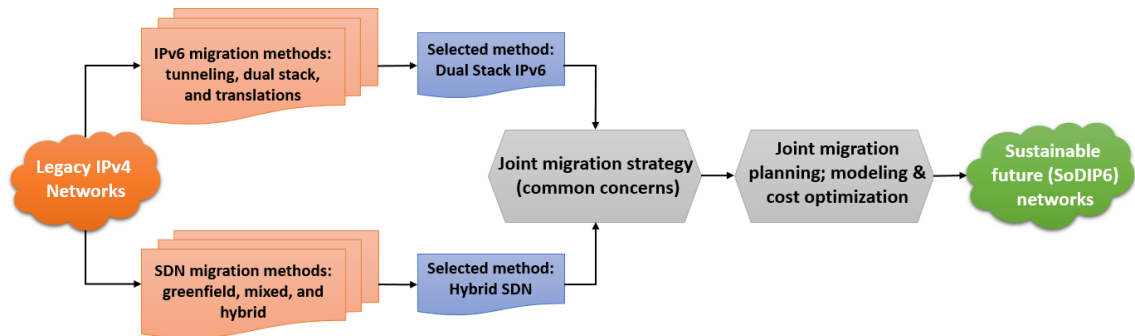 IPv6 migration methods:
tunneling, dual stack,
and translations
Selected method:
Dual Stack IPv6
Legacy IPv4
Networks
Joint migration strategy
(common concerns)
Joint migration
planning; modeling &
cost optimization
Sustainable
future (SoDIP6)
networks
SDN migration methods:
greenfield, mixed, and
hybrid
Selected method:
Hybrid SDN